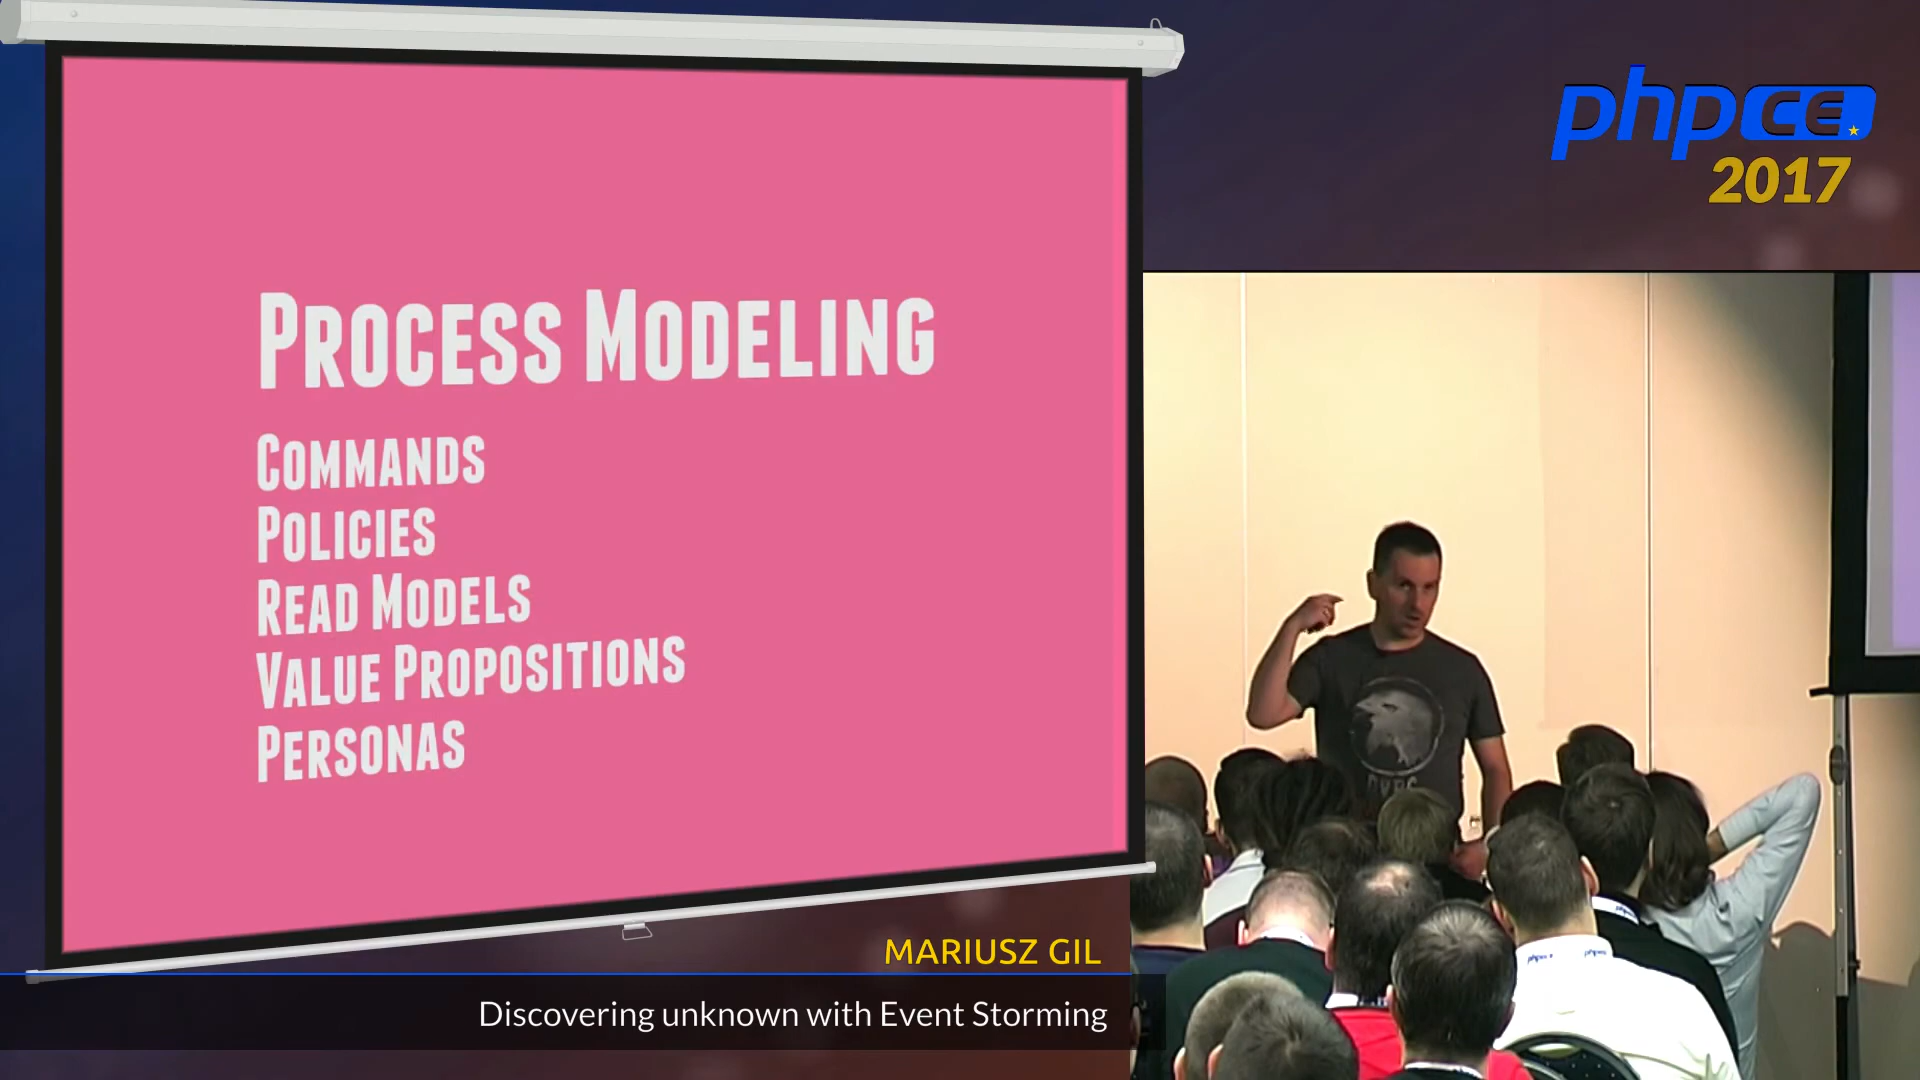 PROCESS MODELING
COMMANDS
POLICIES
READ MODELS
VALUE PROPOSITIONS
PERSONAS
phpCE
2017
MARIUSZ GIL
Discovering unknown with Event Storming